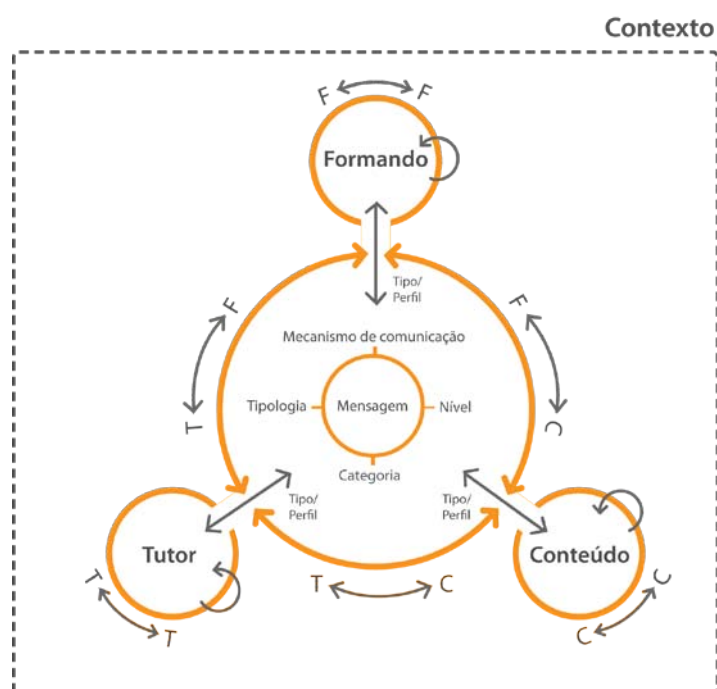 Contexto
F F
Formando
Tipo/
Perfil
F
T
F
C
Mecanismo de comunicação
Tipologia
Mensagem
Nível
Categoria
Tipo/
Perfil
Tipo/
Perfil
Tutor
Conteúdo
T
T
T C
C
C